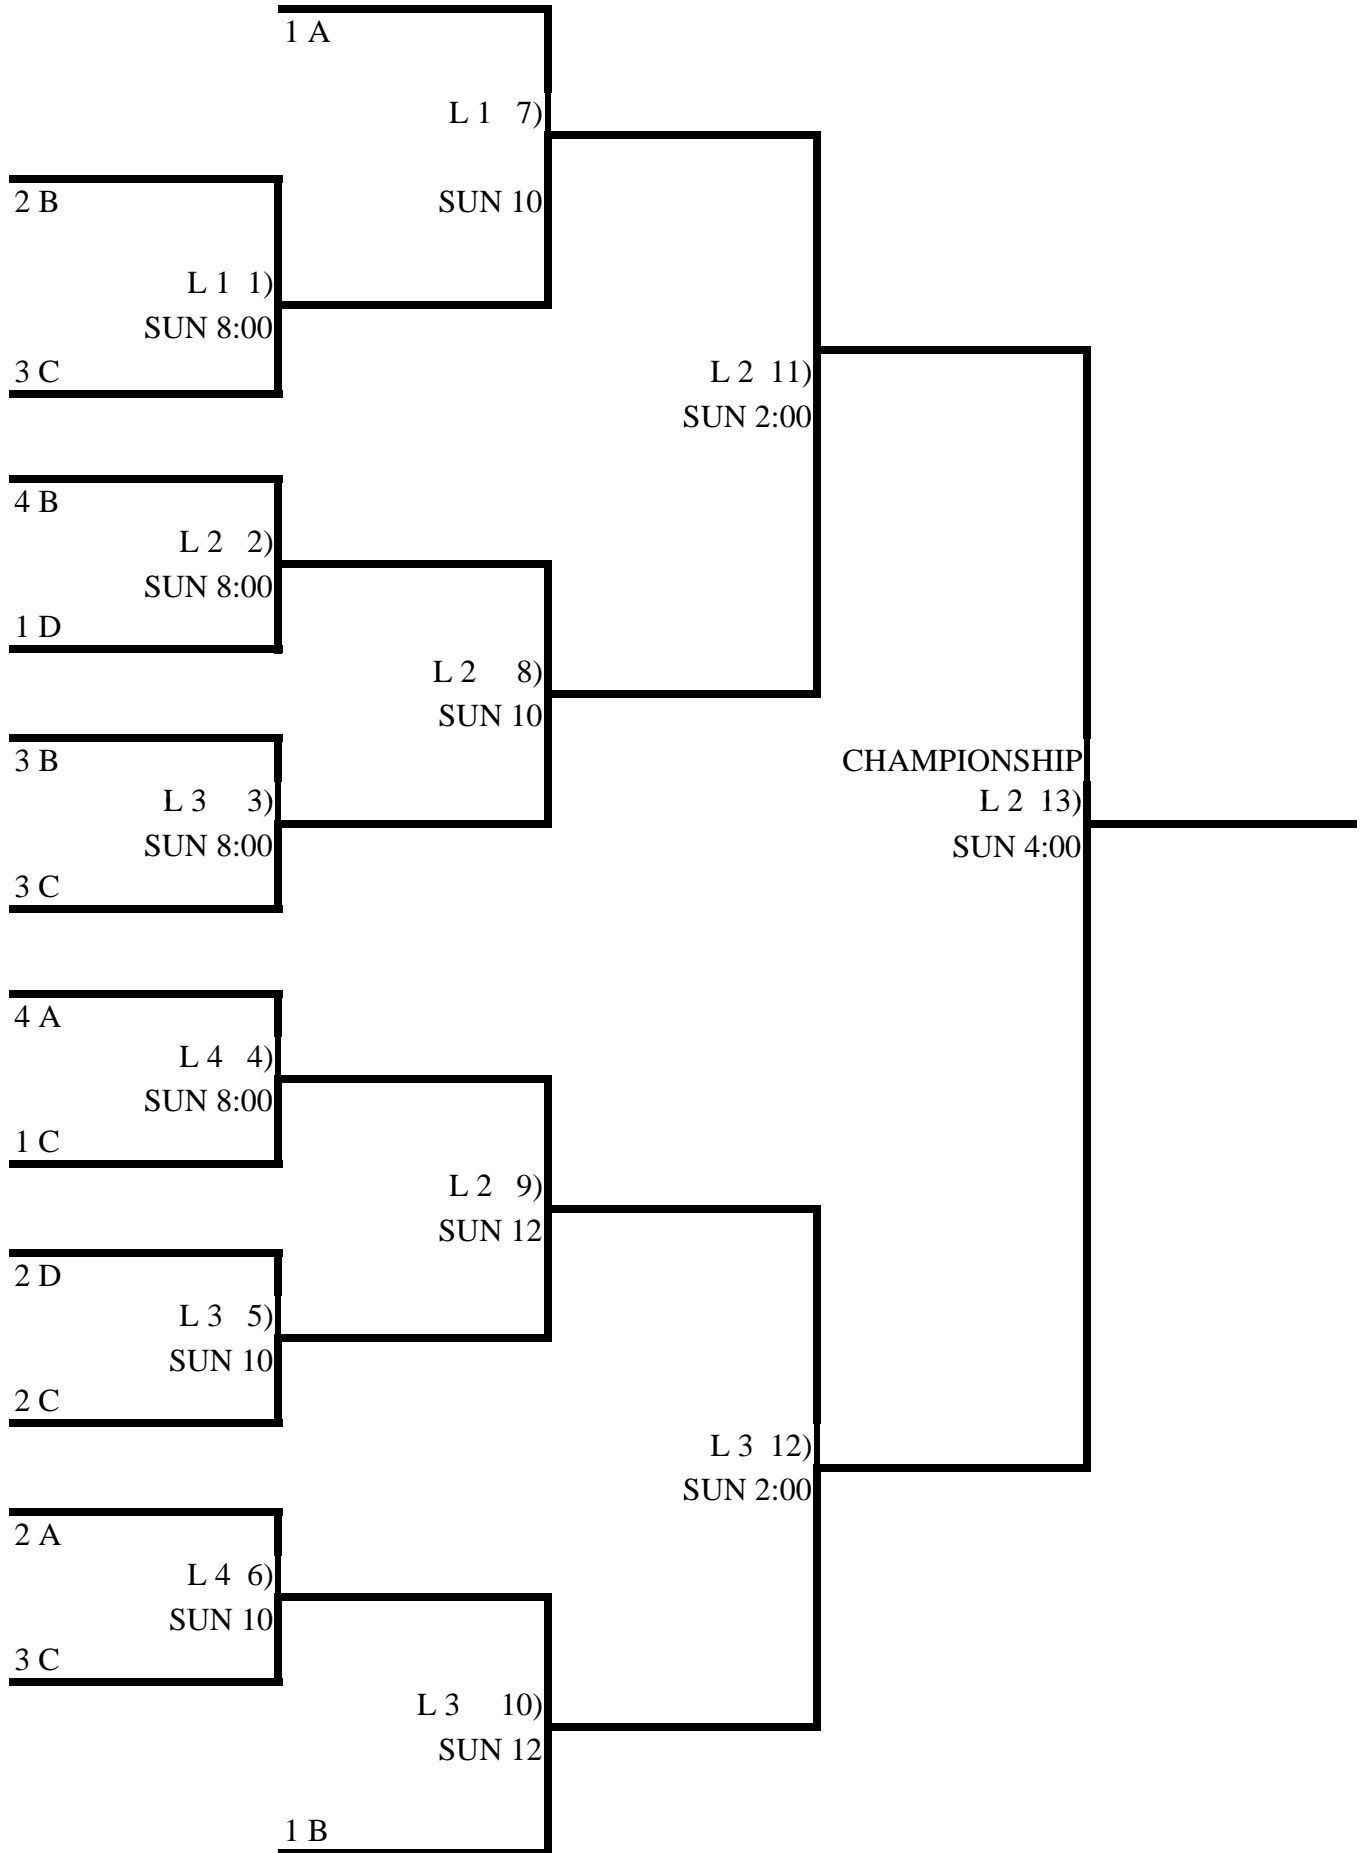 1 A
L 1 7)
2 B
SUN 10
L 1 1)
SUN 8:00
3 C
L 2 11)
SUN 2:00
4 B
L 2 2)
SUN 8:00
1 D
L 2 8)
SUN 10
3 B
CHAMPIONSHIP
L 3 3)
L 2 13)
SUN 8:00
SUN 4:00
3 C
4 A
L 4 4)
SUN 8:00
1 C
L 2 9)
SUN 12
2 D
L 3 5)
SUN 10
2 C
L 3 12)
SUN 2:00
2 A
L 4 6)
SUN 10
3 C
L 3 10)
SUN 12
1 B